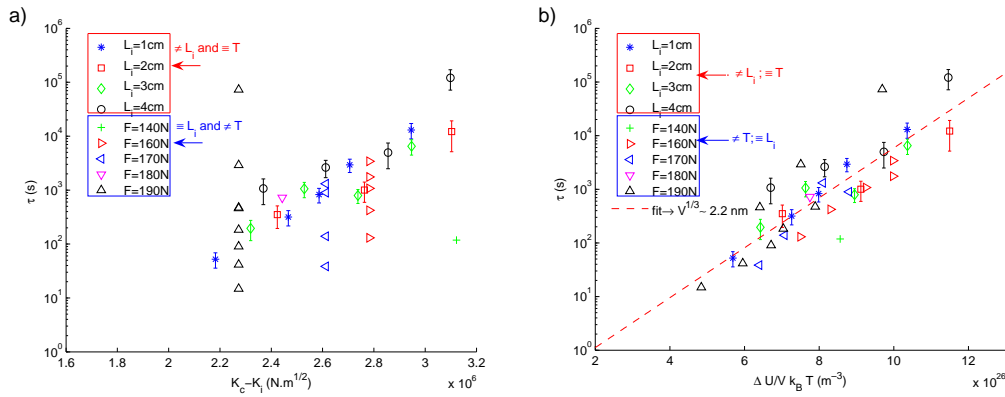 a)
τ (s)
10^6
10^5
10^4
10^3
10^2
10^1
10^0
L_i=1cm
L_i=2cm
L_i=3cm
L_i=4cm
≠ L_i and ≡ T
F=140N
F=160N
F=170N
F=180N
F=190N
≡ L_i and ≠ T
1.6 1.8 2 2.2 2.4 2.6 2.8 3 3.2
K_c−K_i (N.m^{1/2})
x 10^6
b)
τ (s)
10^6
10^5
10^4
10^3
10^2
10^1
10^0
L_i=1cm
L_i=2cm
L_i=3cm
L_i=4cm
≠ L_i ; ≡ T
F=140N
F=160N
F=170N
F=180N
F=190N
≠ T; ≡ L_i
fit→ V^{1/3}~ 2.2 nm
2 4 6 8 10 12
Δ U/V k_B T (m^{−3})
x 10^26